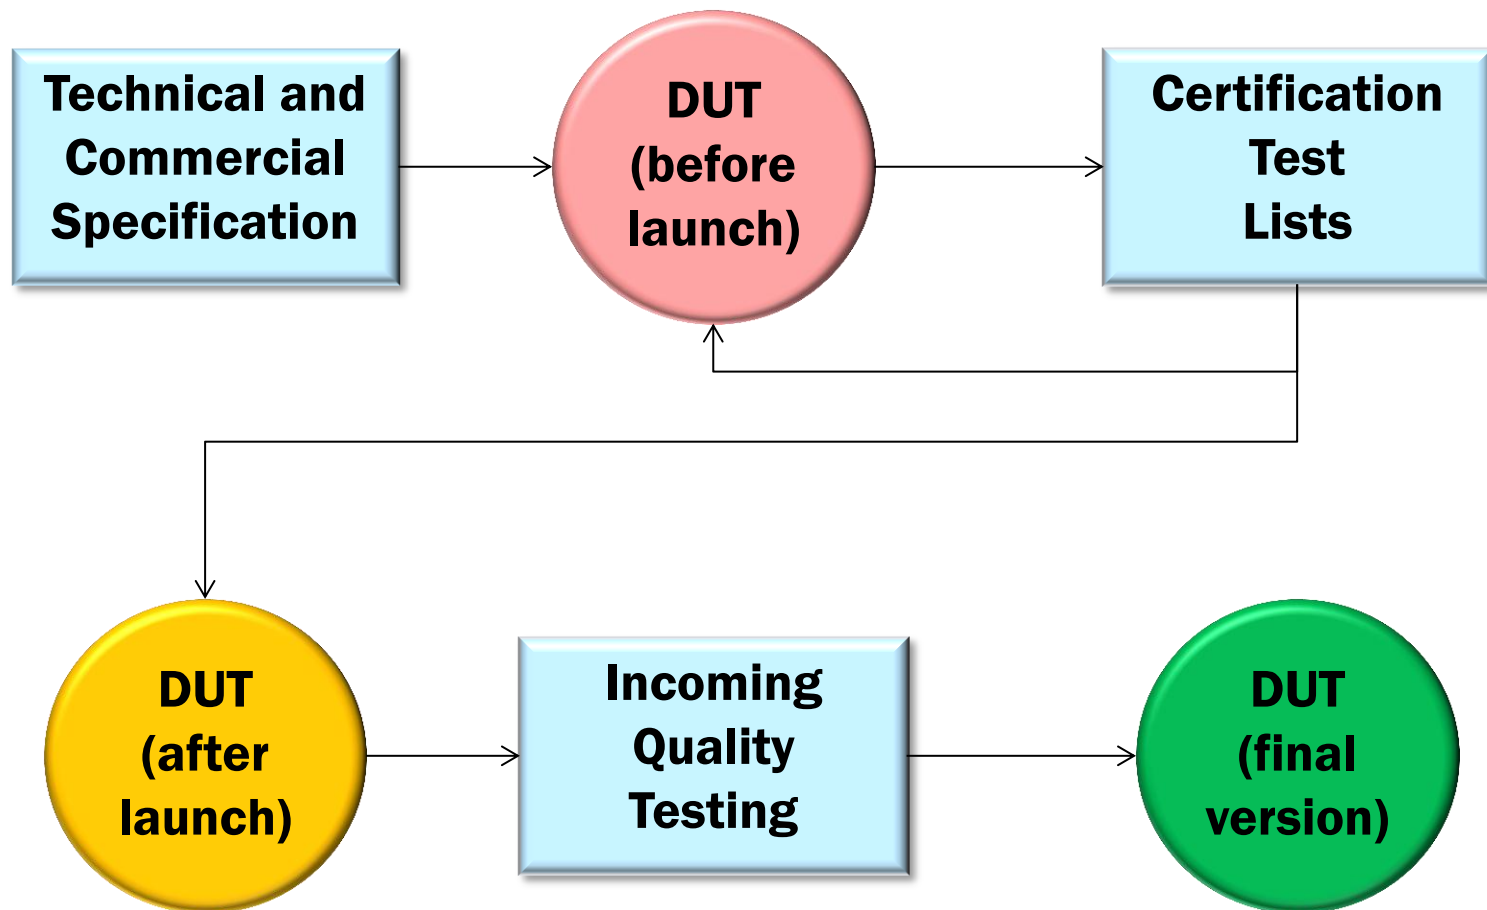 Technical and
Commercial
Specification
DUT
(before
launch)
Certification
Test
Lists
DUT
(after
launch)
Incoming
Quality
Testing
DUT
(final
version)